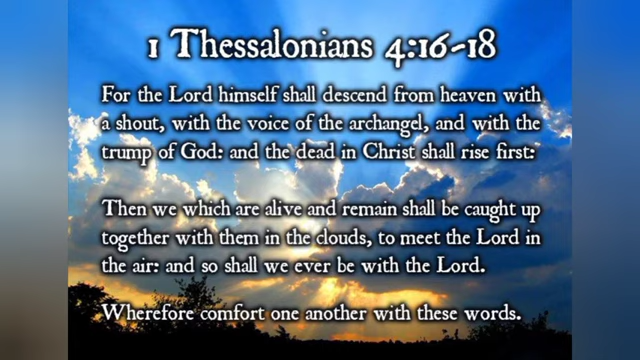 1 Thessalonians 4:16-18
For the Lord himself shall descend from heaven with
a shout, with the voice of the archangel, and with the
trump of God: and the dead in Christ shall rise first:
Then we which are alive and remain shall be caught up
together with them in the clouds, to meet the Lord in
the air: and so shall we ever be with the Lord.
Wherefore comfort one another with these words.